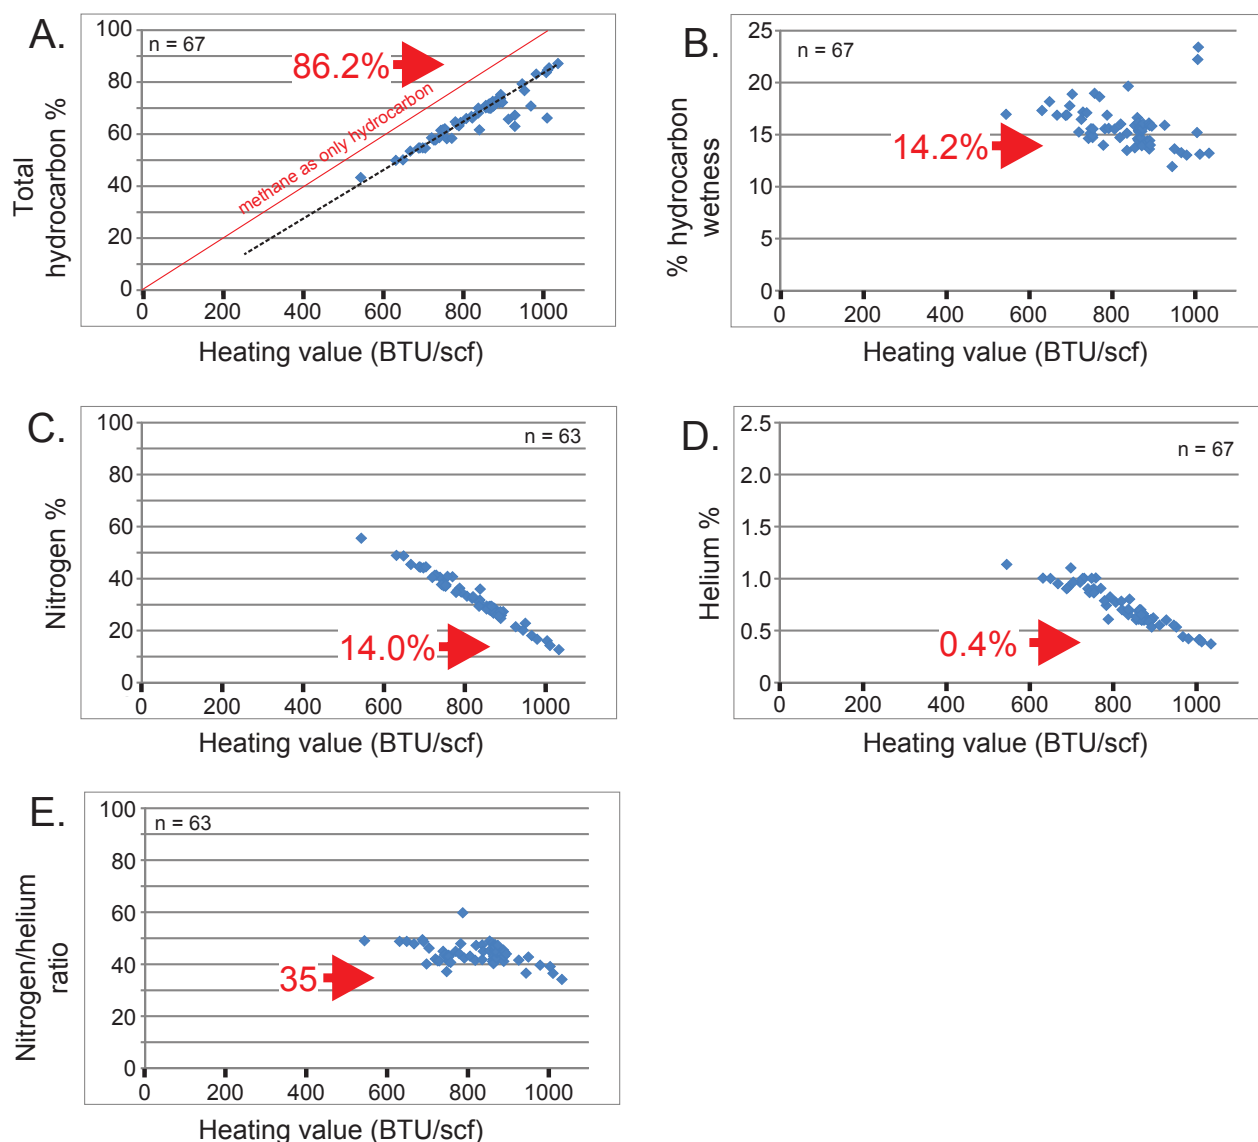 A.
n = 67
86.2%
methane as only hydrocarbon
Total
hydrocarbon %
100
80
60
40
20
0
0 200 400 600 800 1000
Heating value (BTU/scf)
B.
n = 67
14.2%
% hydrocarbon
wetness
25
20
15
10
5
0
0 200 400 600 800 1000
Heating value (BTU/scf)
C.
n = 63
14.0%
Nitrogen %
100
80
60
40
20
0
0 200 400 600 800 1000
Heating value (BTU/scf)
D.
n = 67
0.4%
Helium %
2.5
2.0
1.5
1.0
0.5
0
0 200 400 600 800 1000
Heating value (BTU/scf)
E.
n = 63
35
Nitrogen/helium
ratio
100
80
60
40
20
0
0 200 400 600 800 1000
Heating value (BTU/scf)